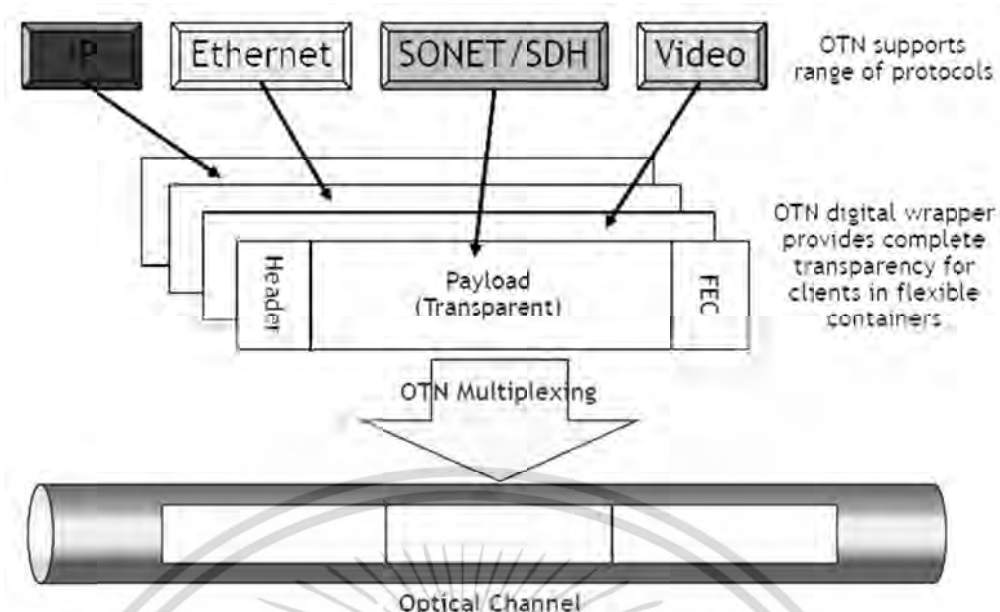 IP
Ethernet
SONET/SDH
Video
OTN supports
range of protocols
OTN digital wrapper
provides complete
transparency for
clients in flexible
containers
Header
Payload
(Transparent)
FEC
OTN Multiplexing
Optical Channel